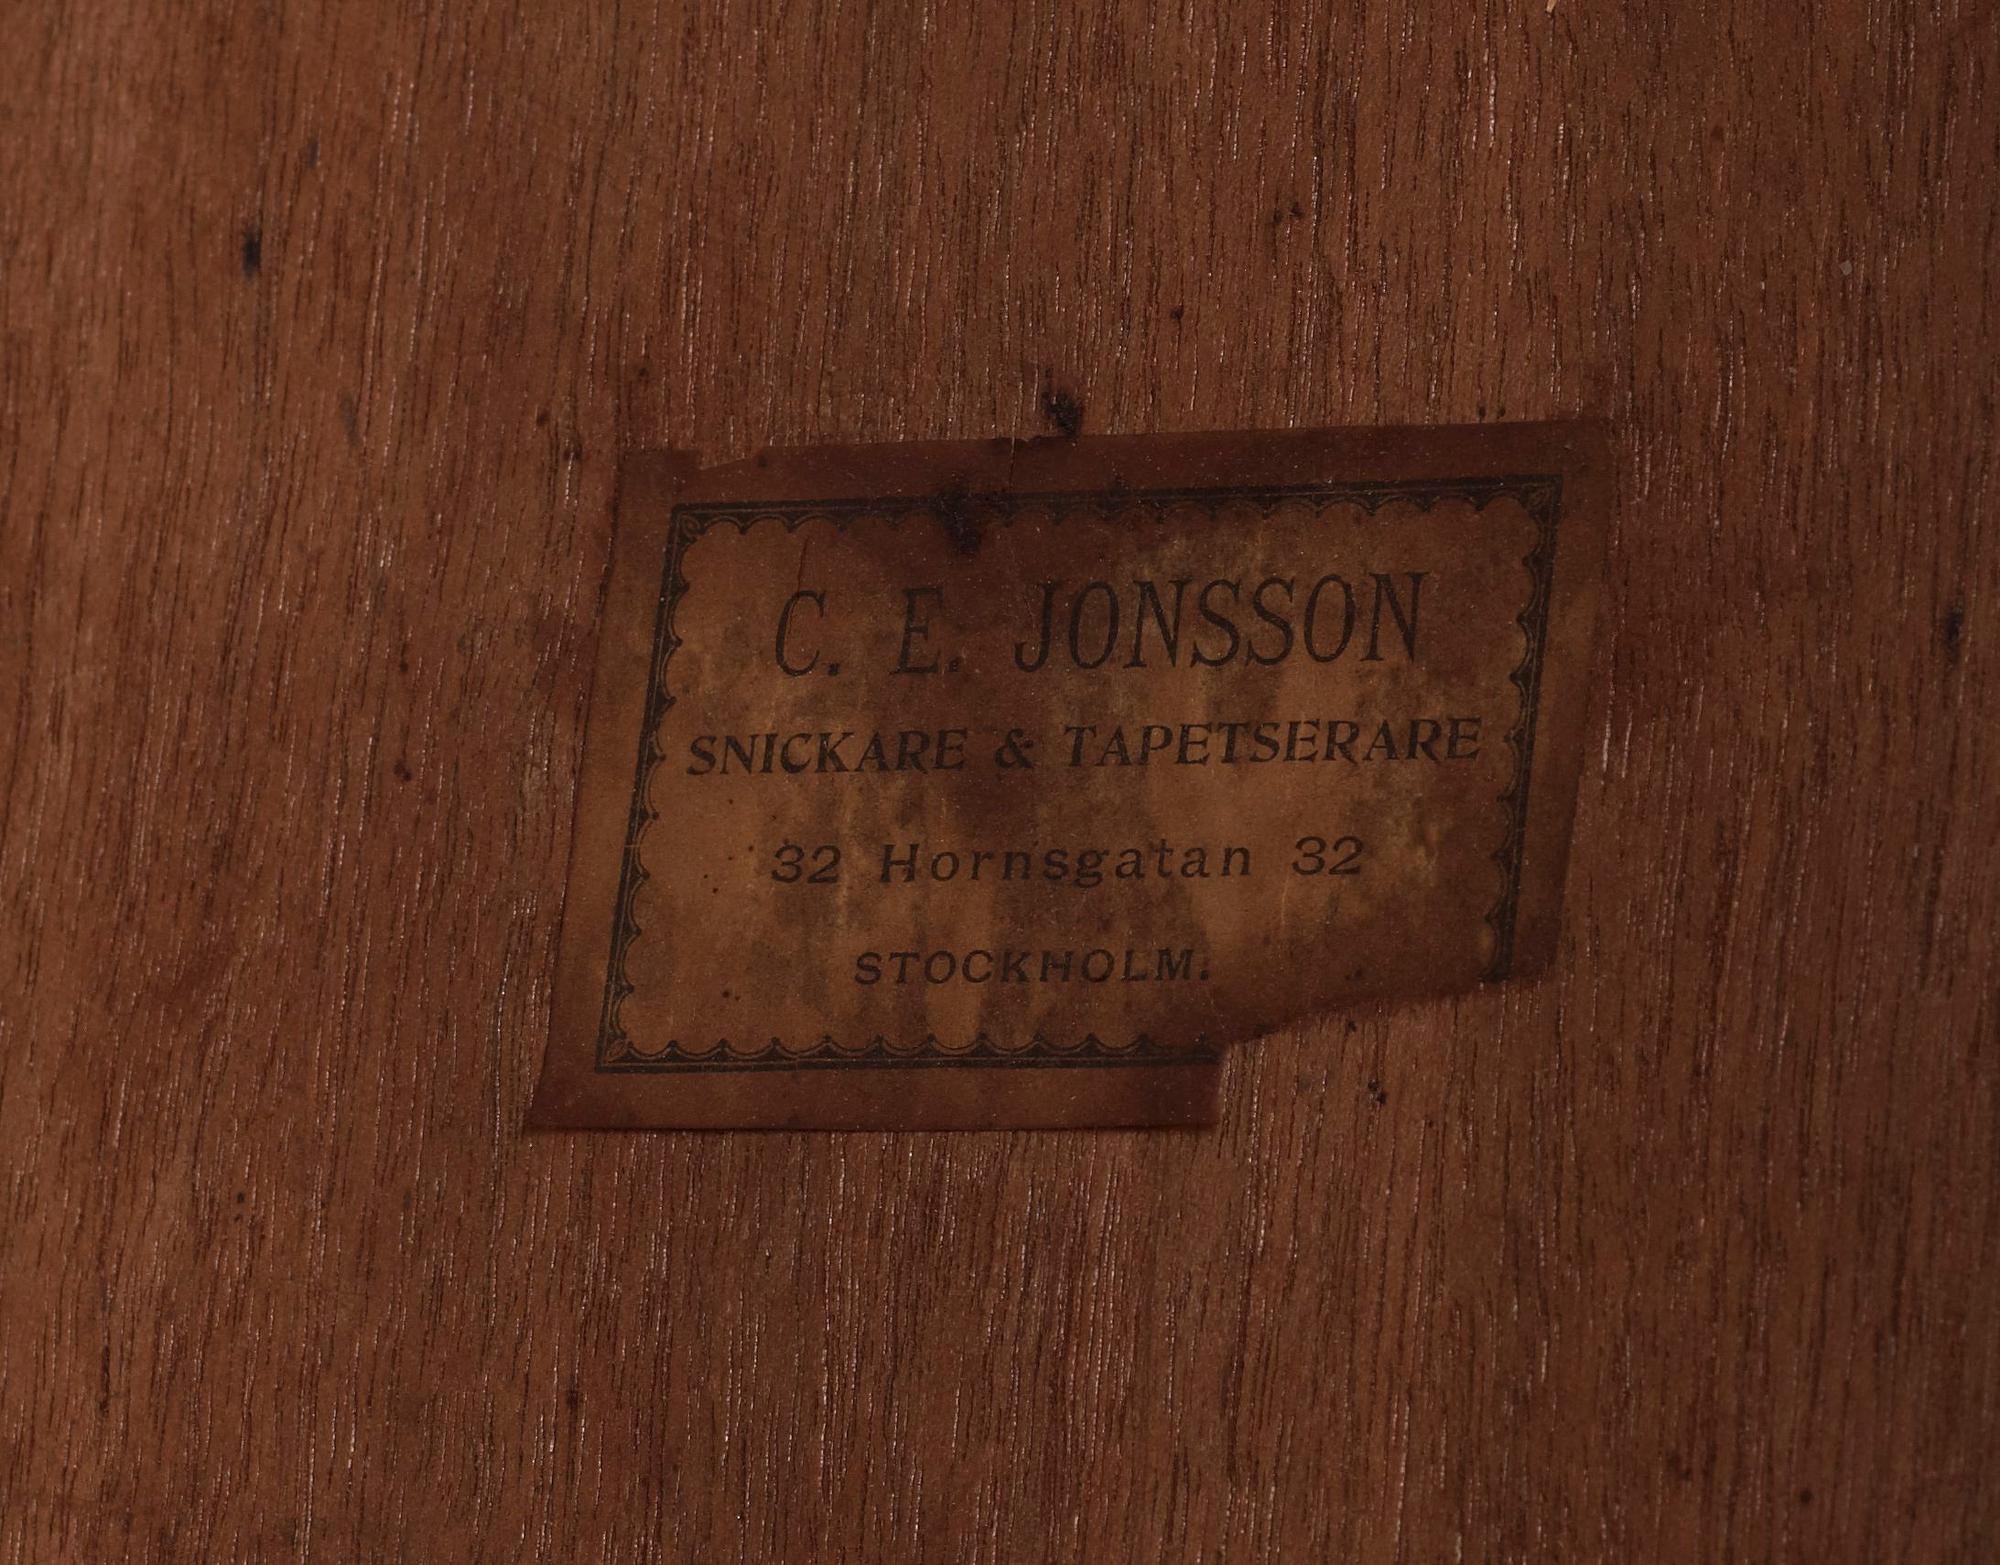 C. E. JONSSON
SNICKARE & TAPETSERARE
32 Hornsgatan 32
STOCKHOLM.